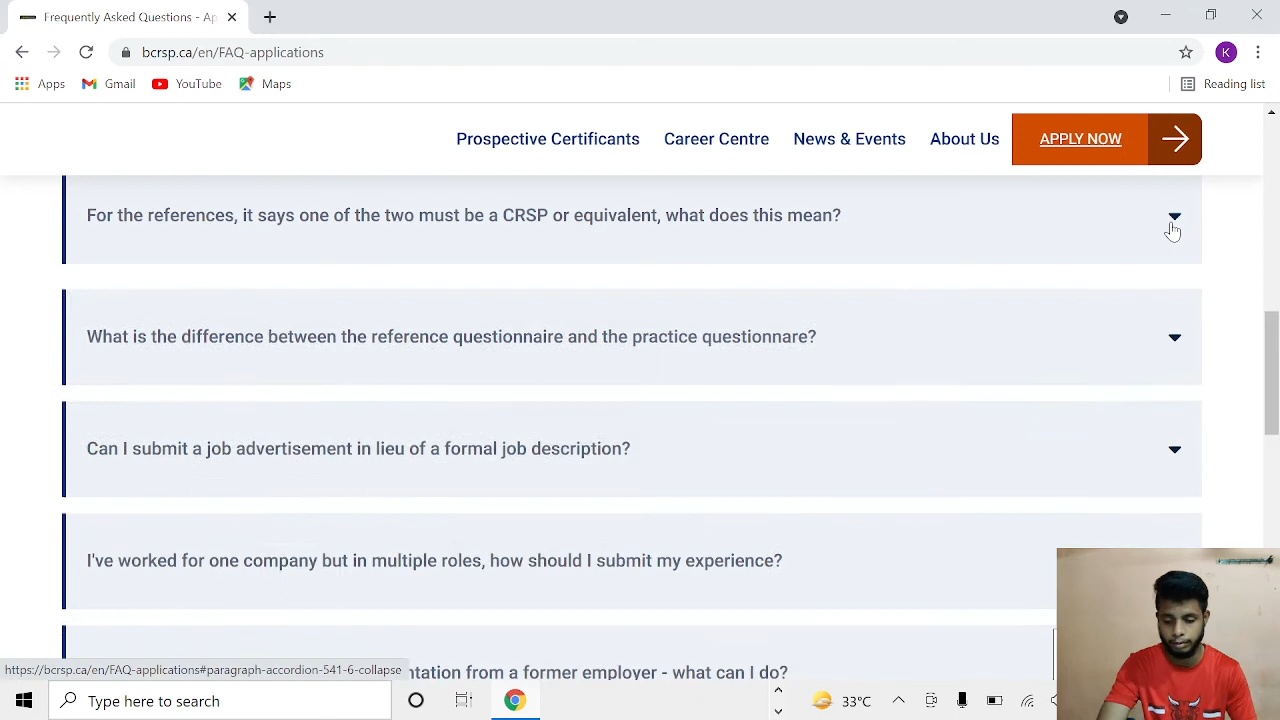 Frequently Asked Questions - Ap
bcrsp.ca/en/FAQ-applications
Apps
Gmail
YouTube
Maps
Reading list
K
Prospective Certificants
Career Centre
News & Events
About Us
APPLY NOW
For the references, it says one of the two must be a CRSP or equivalent, what does this mean?
What is the difference between the reference questionnaire and the practice questionnare?
Can I submit a job advertisement in lieu of a formal job description?
I've worked for one company but in multiple roles, how should I submit my experience?
ntation from a former employer - what can I do?
https://bcrsp.ca/en/FAQ-applications#paragraph-accordion-541-6-collapse
Type here to search
33°C